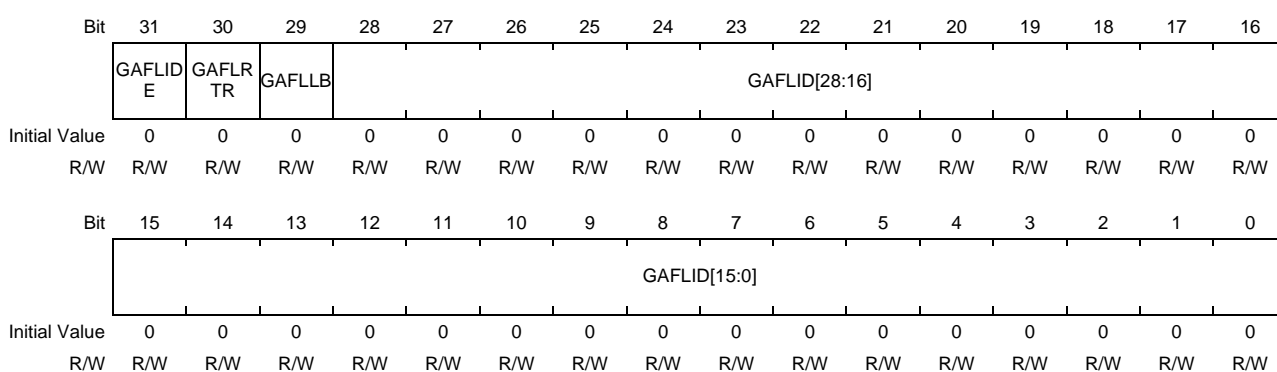 Bit 31 30 29 28 27 26 25 24 23 22 21 20 19 18 17 16
GAFLID
E
GAFLR
TR
GAFLLB
GAFLID[28:16]
Initial Value 0 0 0 0 0 0 0 0 0 0 0 0 0 0 0 0
R/W R/W R/W R/W R/W R/W R/W R/W R/W R/W R/W R/W R/W R/W R/W R/W R/W
Bit 15 14 13 12 11 10 9 8 7 6 5 4 3 2 1 0
GAFLID[15:0]
Initial Value 0 0 0 0 0 0 0 0 0 0 0 0 0 0 0 0
R/W R/W R/W R/W R/W R/W R/W R/W R/W R/W R/W R/W R/W R/W R/W R/W R/W